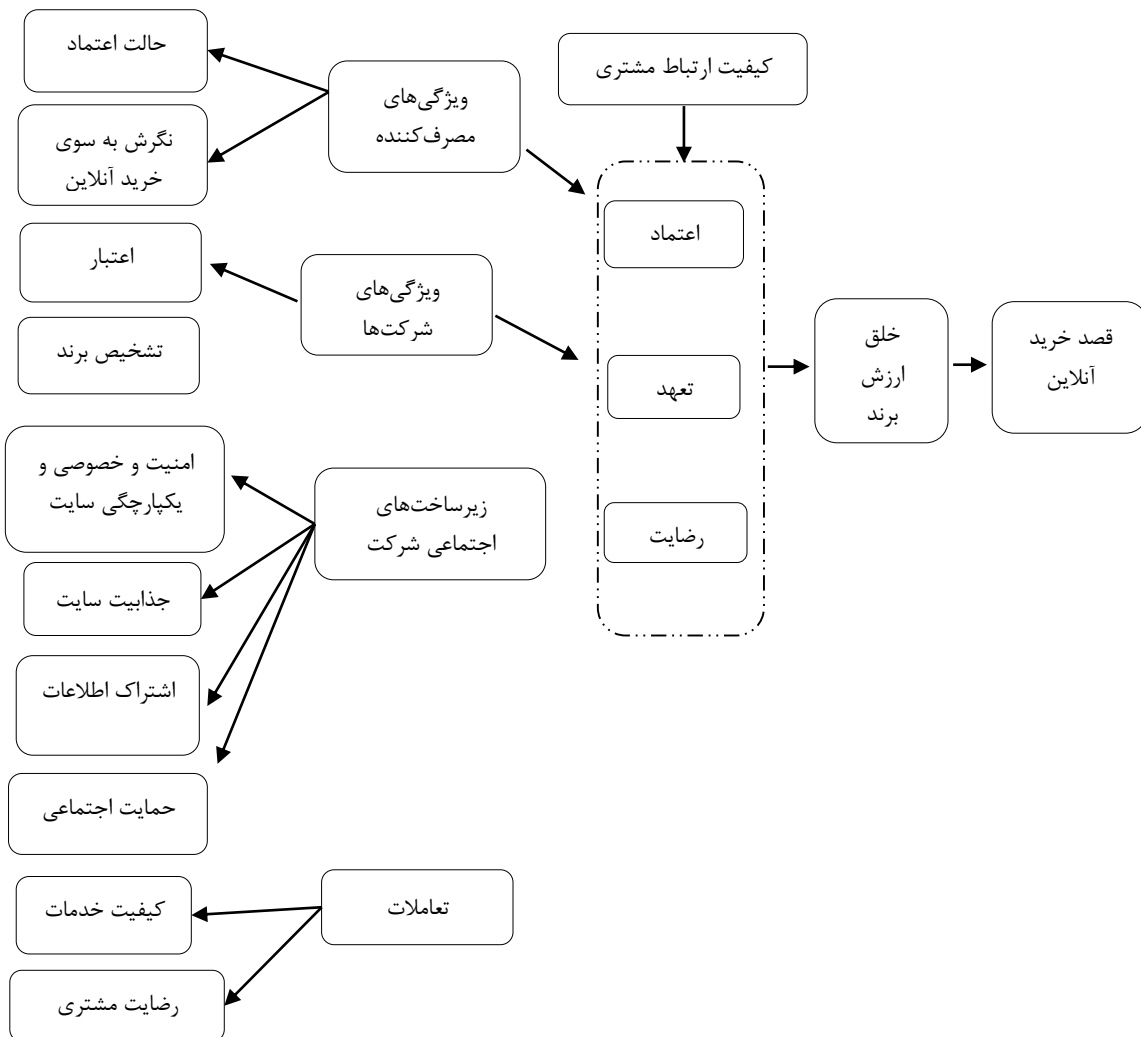 حالت اعتماد
نگرش به سوی
خرید آنلاین
اعتبار
تشخیص برند
امنیت و خصوصی و
یکپارچگی سایت
جذابیت سایت
اشتراک اطلاعات
حمایت اجتماعی
کیفیت خدمات
رضایت مشتری
ویژگی‌های
مصرف‌کننده
ویژگی‌های
شرکت‌ها
زیرساخت‌های
اجتماعی شرکت
تعاملات
کیفیت ارتباط مشتری
اعتماد
تعهد
رضایت
خلق
ارزش
برند
قصد خرید
آنلاین